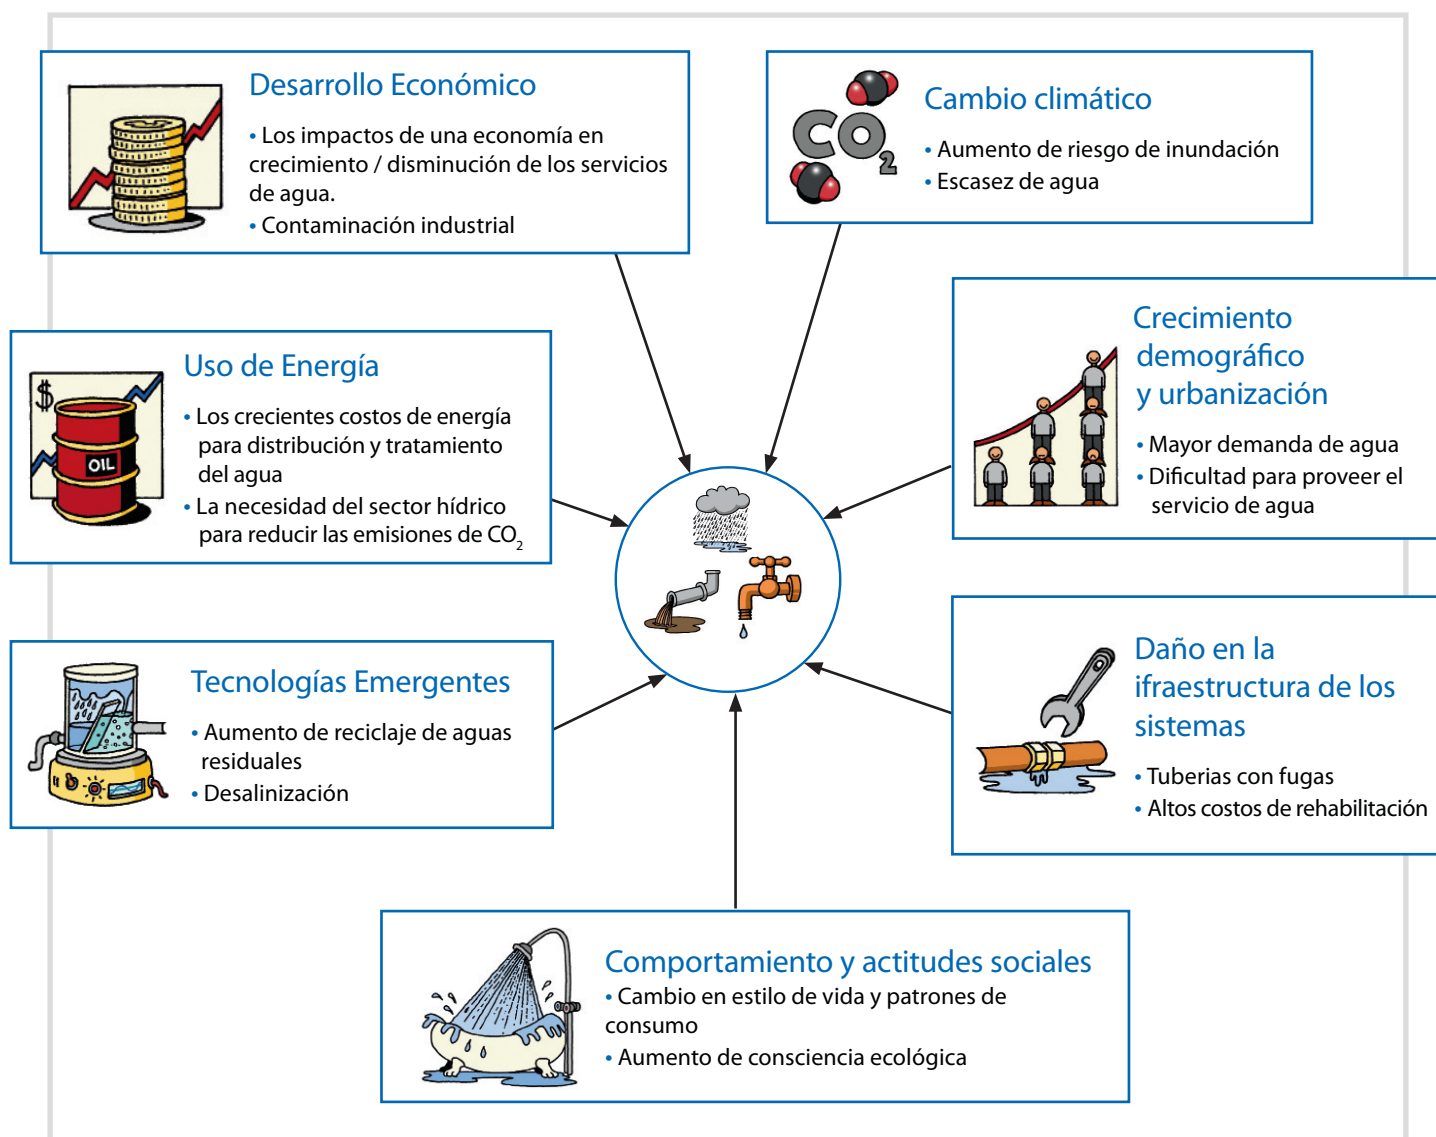 Desarrollo Económico
• Los impactos de una economía en
crecimiento / disminución de los servicios
de agua.
• Contaminación industrial
CO2
Cambio climático
• Aumento de riesgo de inundación
• Escasez de agua
$
OIL
Uso de Energía
• Los crecientes costos de energía
para distribución y tratamiento
del agua
• La necesidad del sector hídrico
para reducir las emisiones de CO2
Crecimiento
demográfico
y urbanización
• Mayor demanda de agua
• Dificultad para proveer el
servicio de agua
Tecnologías Emergentes
• Aumento de reciclaje de aguas
residuales
• Desalinización
Daño en la
ifraestructura de los
sistemas
• Tuberias con fugas
• Altos costos de rehabilitación
Comportamiento y actitudes sociales
• Cambio en estilo de vida y patrones de
consumo
• Aumento de consciencia ecológica